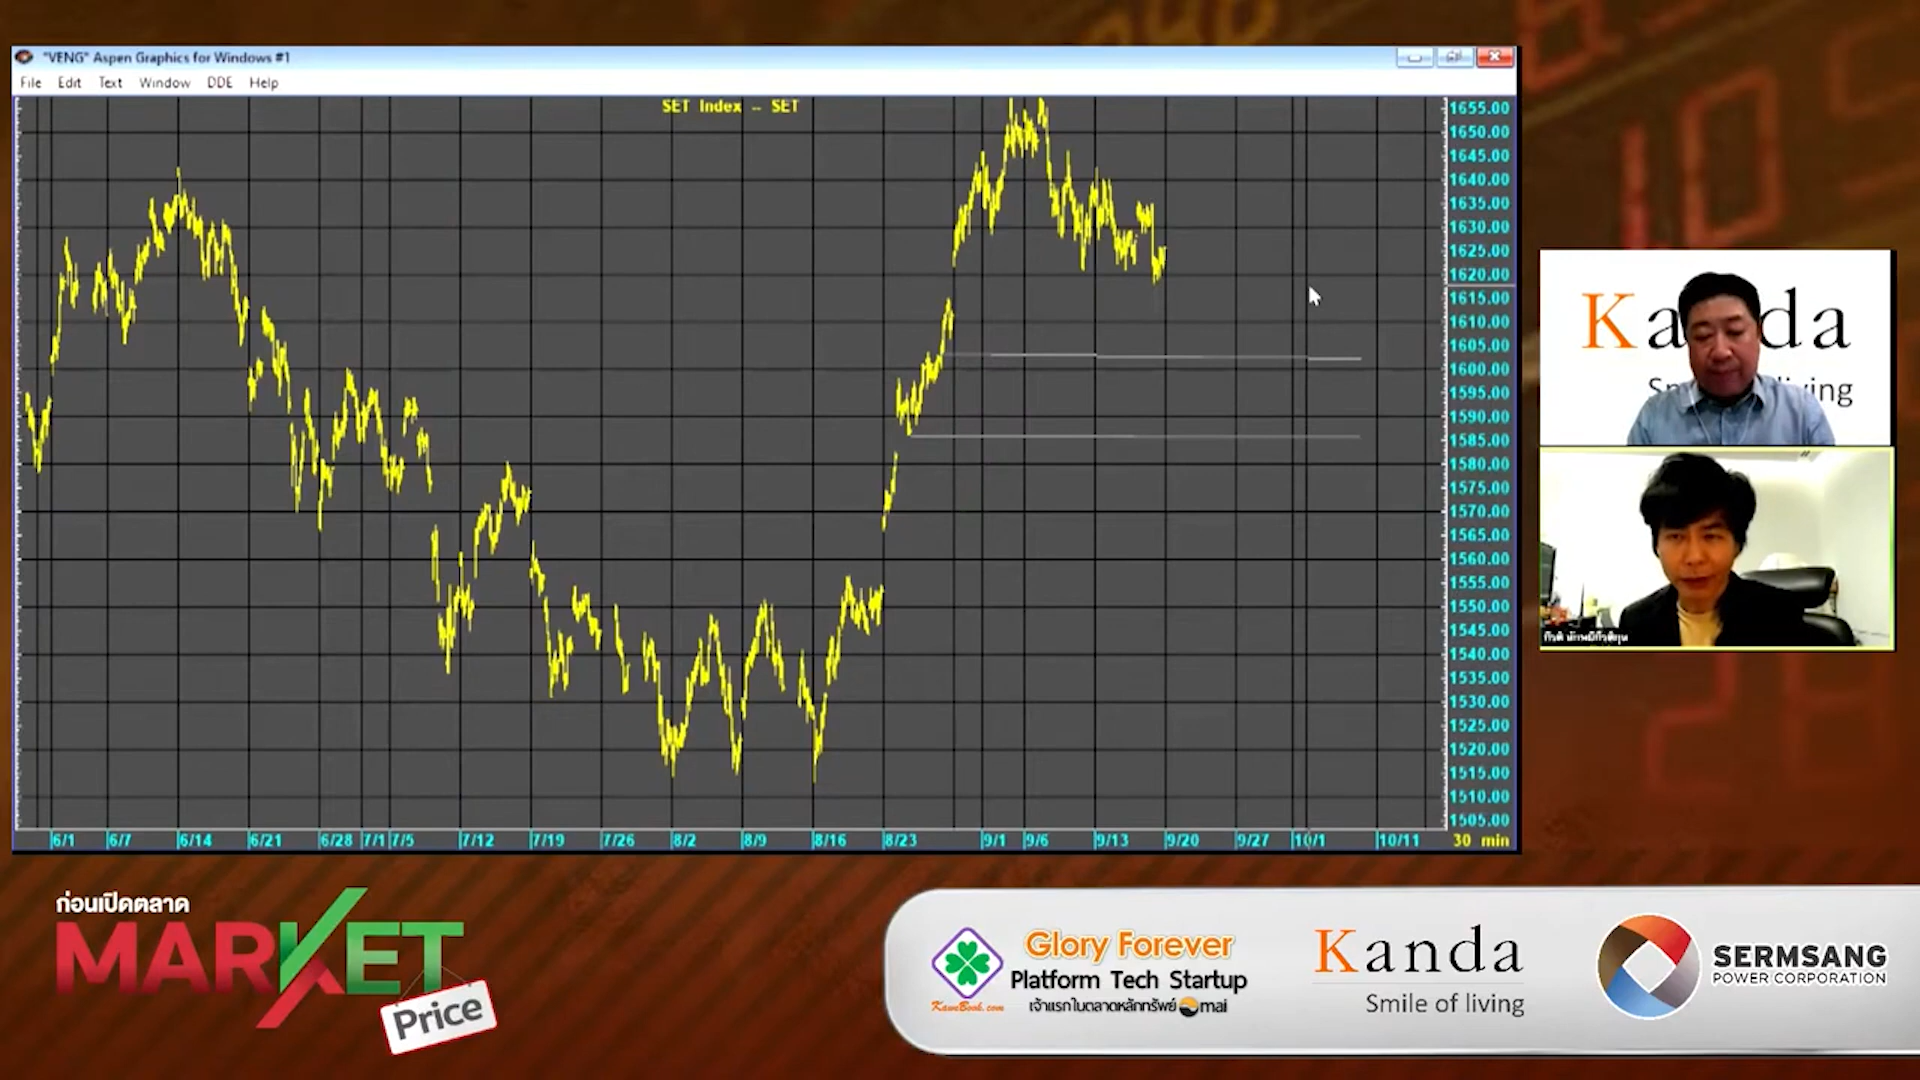 "VENG" Aspen Graphics for Windows #1
File Edit Text Window DDE Help
SET Index -- SET
1655.00
1650.00
1645.00
1640.00
1635.00
1630.00
1625.00
1620.00
1615.00
1610.00
1605.00
1600.00
1595.00
1590.00
1585.00
1580.00
1575.00
1570.00
1565.00
1560.00
1555.00
1550.00
1545.00
1540.00
1535.00
1530.00
1525.00
1520.00
1515.00
1510.00
1505.00
6/1 6/7 6/14 6/21 6/28 7/1 7/5 7/12 7/19 7/26 8/2 8/9 8/16 8/23 9/1 9/6 9/13 9/20 9/27 10/1 10/11 30 min
Kanda
living
ก่อนเปิดตลาด
MARKET
Price
Glory Forever
Platform Tech Startup
KaweBook.com
เจ้าแรกในตลาดหลักทรัพย์ mai
Kanda
Smile of living
SERMSANG
POWER CORPORATION